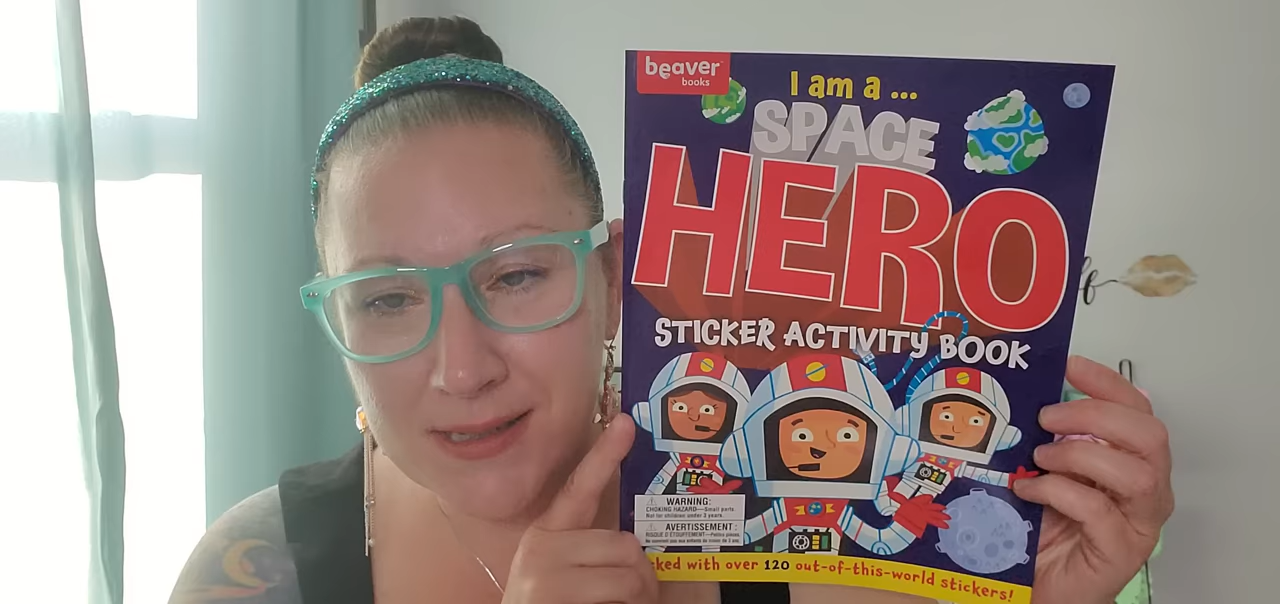 beaver
books
I am a ...
SPACE
HERO
STICKER ACTIVITY BOOK
WARNING:
CHOKING HAZARD—Small parts.
Not for children under 3 years.
AVERTISSEMENT :
RISQUE D'ÉTOUFFEMENT—Petites pièces.
Ne convient pas aux enfants de moins de 3 ans.
ked with over 120 out-of-this-world stickers!